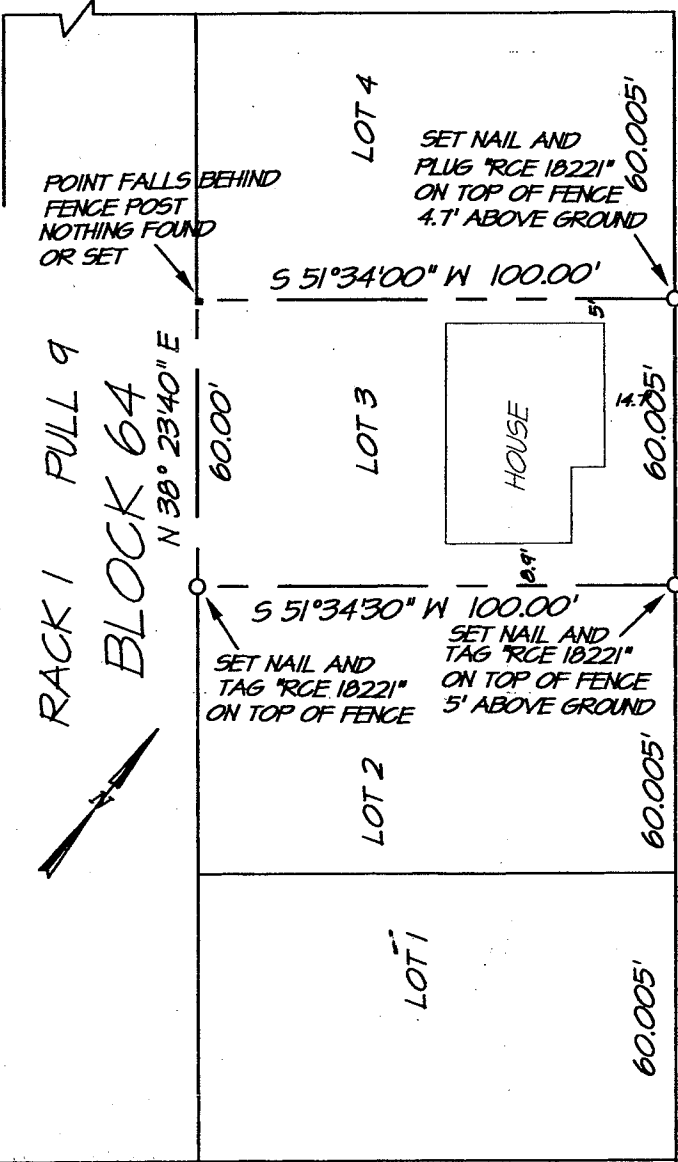 LOT 4
60.005'
SET NAIL AND
PLUG "RCE 18221"
ON TOP OF FENCE
4.7' ABOVE GROUND
POINT FALLS BEHIND
FENCE POST
NOTHING FOUND
OR SET
S 51°34'00" W 100.00'
RACK 1 PULL 9
BLOCK 64
N 38° 23'40" E
60.00'
LOT 3
HOUSE
5'
14.7'
60.005'
8.9'
S 51°34'30" W 100.00'
SET NAIL AND
TAG "RCE 18221"
ON TOP OF FENCE
SET NAIL AND
TAG "RCE 18221"
ON TOP OF FENCE
5' ABOVE GROUND
N
LOT 2
60.005'
LOT 1
60.005'